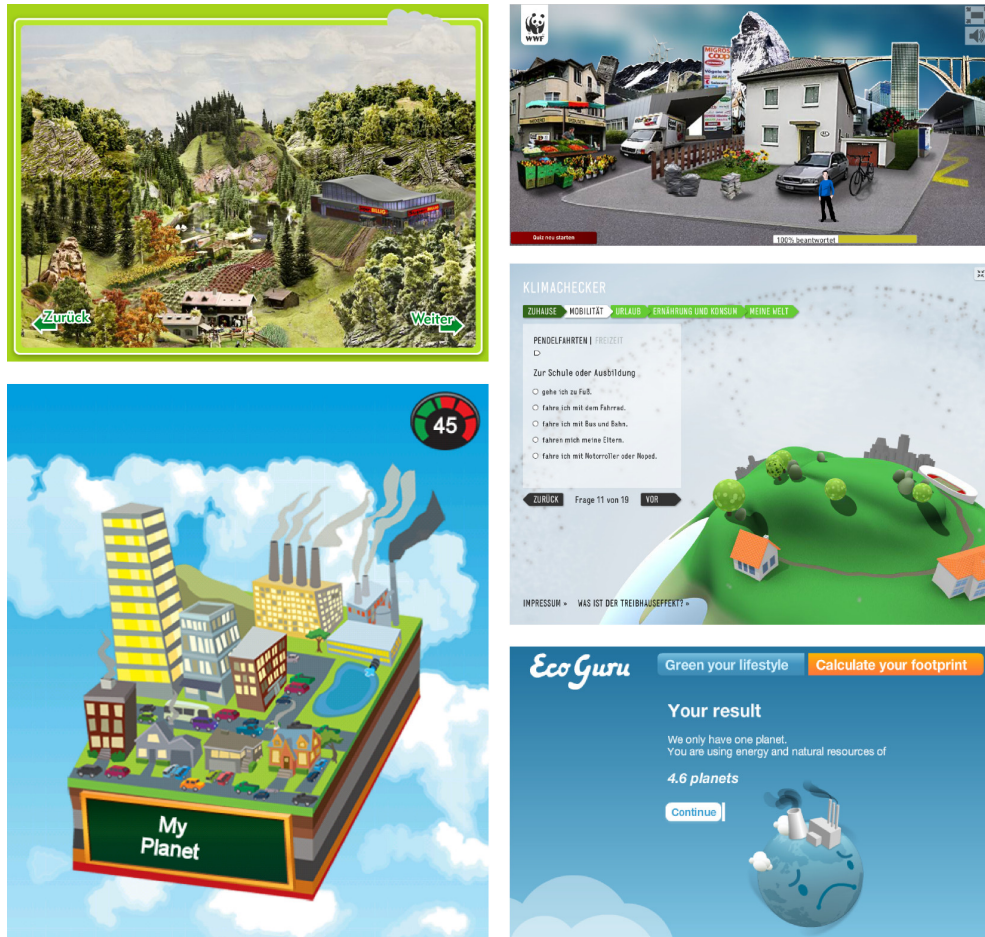 Zurück
Weiter
BILLA
WWF
MIGROS
coop
Quiz neu starten
100% beantwortet
KLIMACHECKER
ZUHAUSE MOBILITÄT URLAUB ERNÄHRUNG UND KONSUM MEINE WELT
PENDELFAHRTEN | FREIZEIT
Zur Schule oder Ausbildung
gehe ich zu Fuß.
fahre ich mit dem Fahrrad.
fahre ich mit Bus und Bahn.
fahren mich meine Eltern.
fahre ich mit Motorroller oder Moped.
ZURÜCK Frage 11 von 19 VOR
IMPRESSUM » WAS IST DER TREIBHAUSEFFEKT? »
45
My
Planet
Eco Guru
Green your lifestyle Calculate your footprint
Your result
We only have one planet.
You are using energy and natural resources of
4.6 planets
Continue